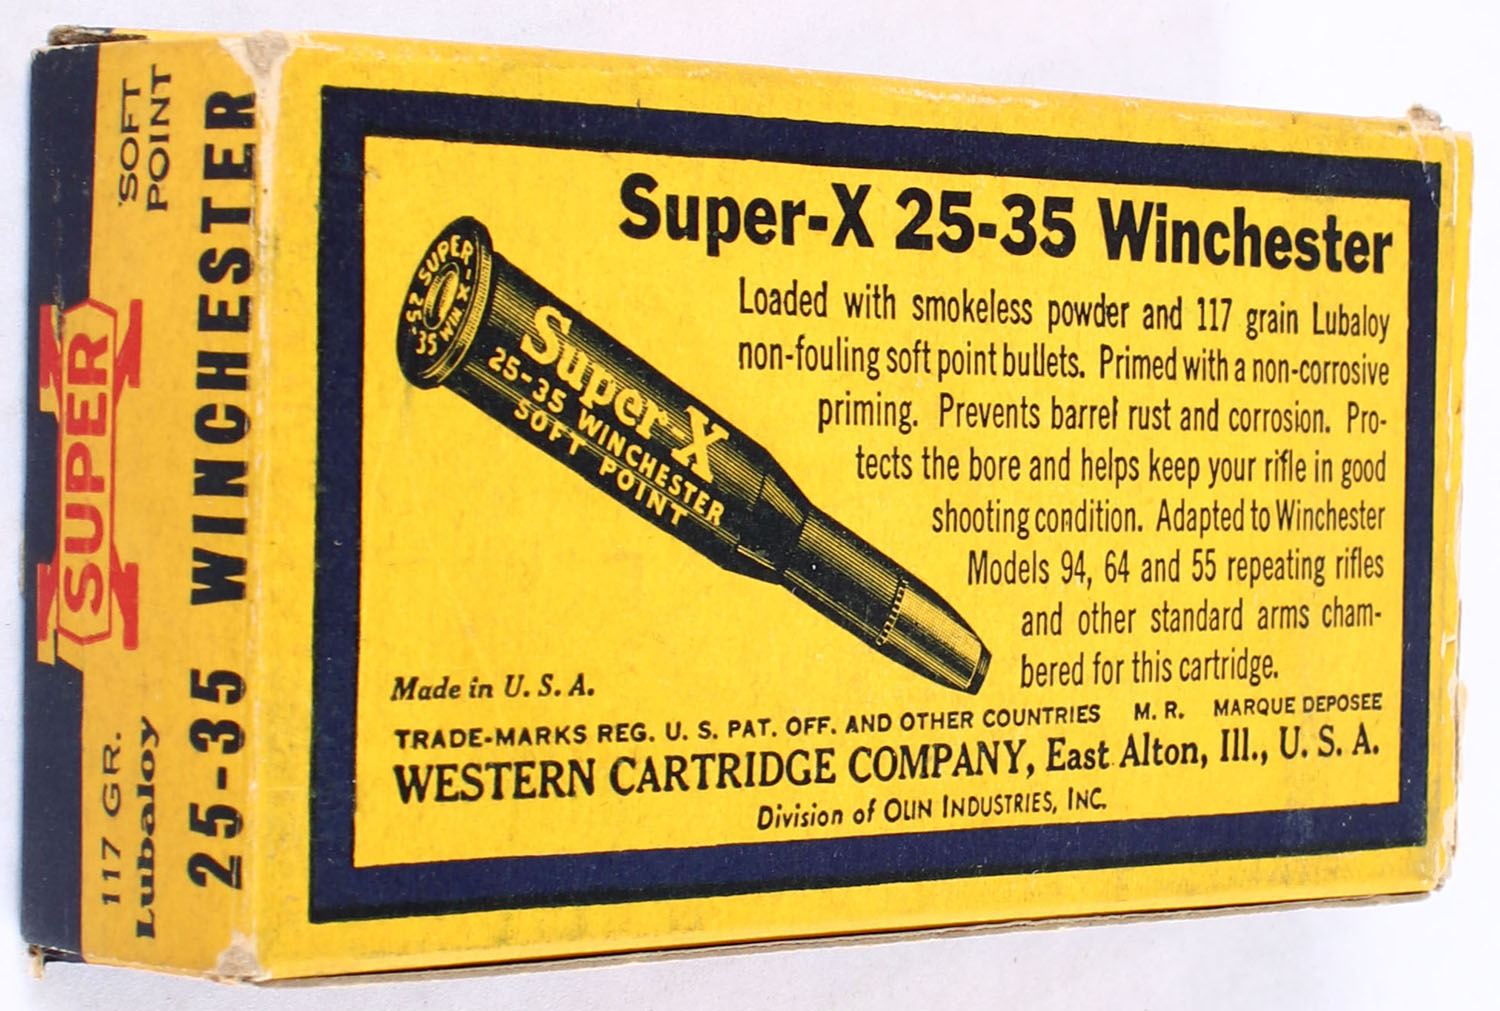 SOFT
POINT
SUPER
X
117 GR.
Lubaloy
25-35 WINCHESTER
Super-X 25-35 Winchester
Loaded with smokeless powder and 117 grain Lubaloy
non-fouling soft point bullets. Primed with a non-corrosive
priming. Prevents barrel rust and corrosion. Pro-
tects the bore and helps keep your rifle in good
shooting condition. Adapted to Winchester
Models 94, 64 and 55 repeating rifles
and other standard arms cham-
bered for this cartridge.
SUPER-X
25-35 WIN
Super-X
25-35 WINCHESTER
SOFT POINT
Made in U. S. A.
TRADE-MARKS REG. U. S. PAT. OFF. AND OTHER COUNTRIES M. R. MARQUE DEPOSEE
WESTERN CARTRIDGE COMPANY, East Alton, Ill., U. S. A.
Division of OLIN INDUSTRIES, INC.